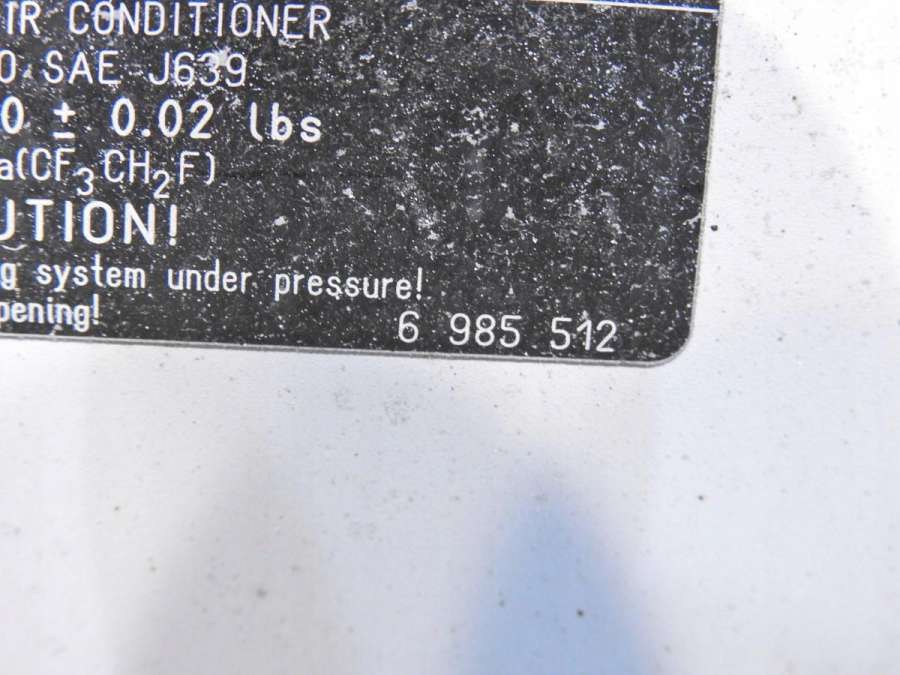 IR CONDITIONER
0 SAE J639
0 ± 0.02 lbs
a(CF₃CH₂F)
UTION!
g system under pressure!
pening!
6 985 512